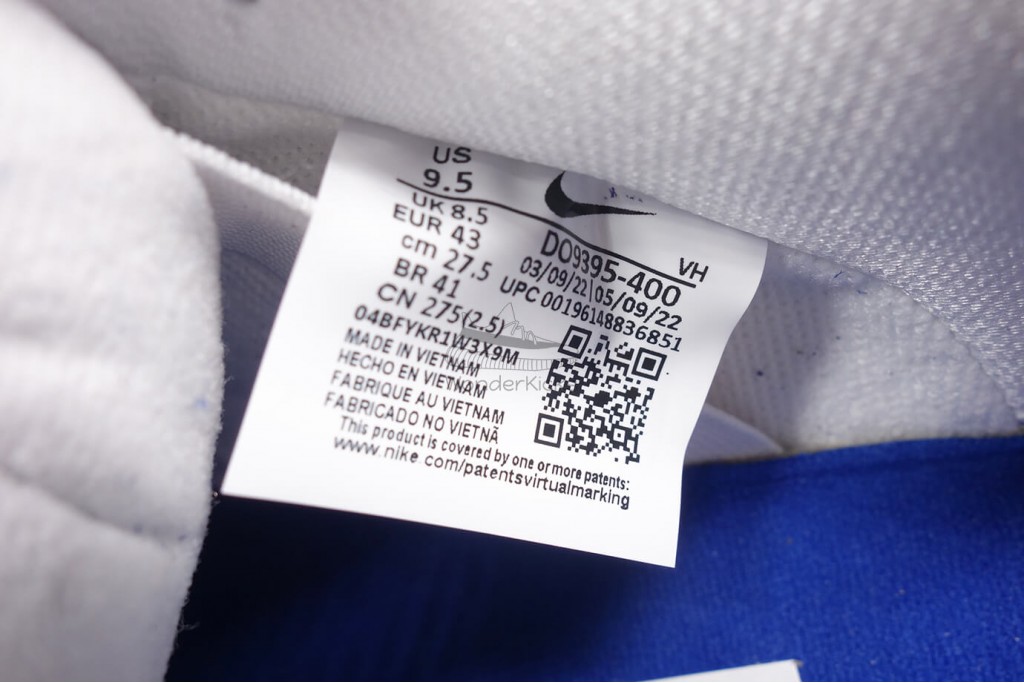 US
9.5
UK 8.5
EUR 43
cm 27.5
BR 41
CN 275(2.5)
04BFYKR1W3X9M
MADE IN VIETNAM
HECHO EN VIETNAM
FABRIQUE AU VIETNAM
FABRICADO NO VIETNÃ
VH
DO9395-400
03/09/22 05/09/22
UPC 00196148836851
This product is covered by one or more patents:
www.nike.com/patentsvirtualmarking